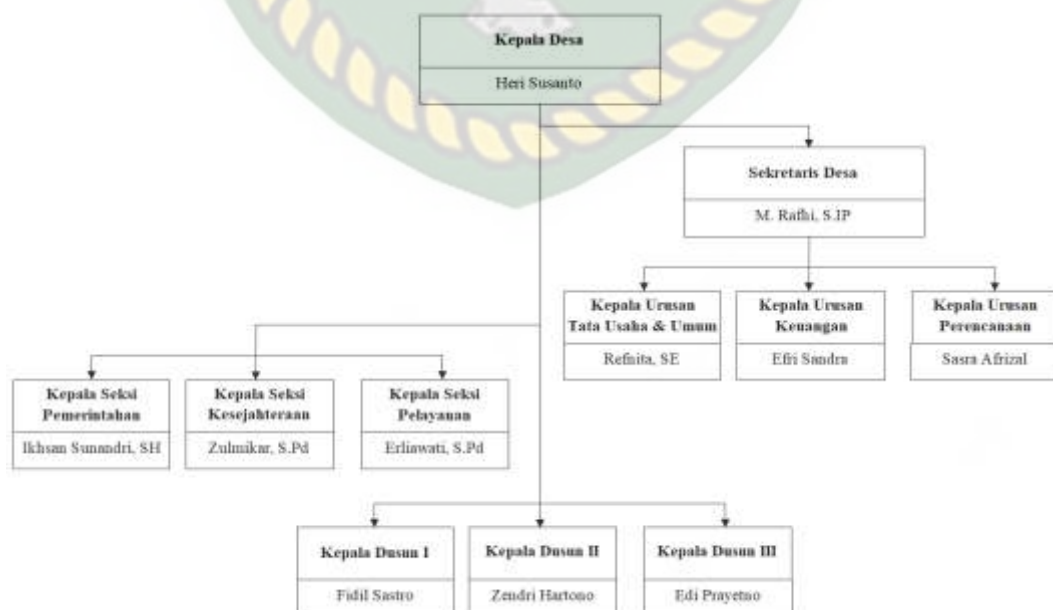 Kepala Desa
Heri Susanto
Sekretaris Desa
M. Rafhi, S.IP
Kepala Urusan
Tata Usaha & Umum
Refnita, SE
Kepala Urusan
Keuangan
Efri Sandra
Kepala Urusan
Perencanaan
Sasra Afrizal
Kepala Seksi
Pemerintahan
Ikhsan Sunandri, SH
Kepala Seksi
Kesejahteraan
Zulmikar, S.Pd
Kepala Seksi
Pelayanan
Erliawati, S.Pd
Kepala Dusun I
Fidil Sastro
Kepala Dusun II
Zendri Hartono
Kepala Dusun III
Edi Prayetno